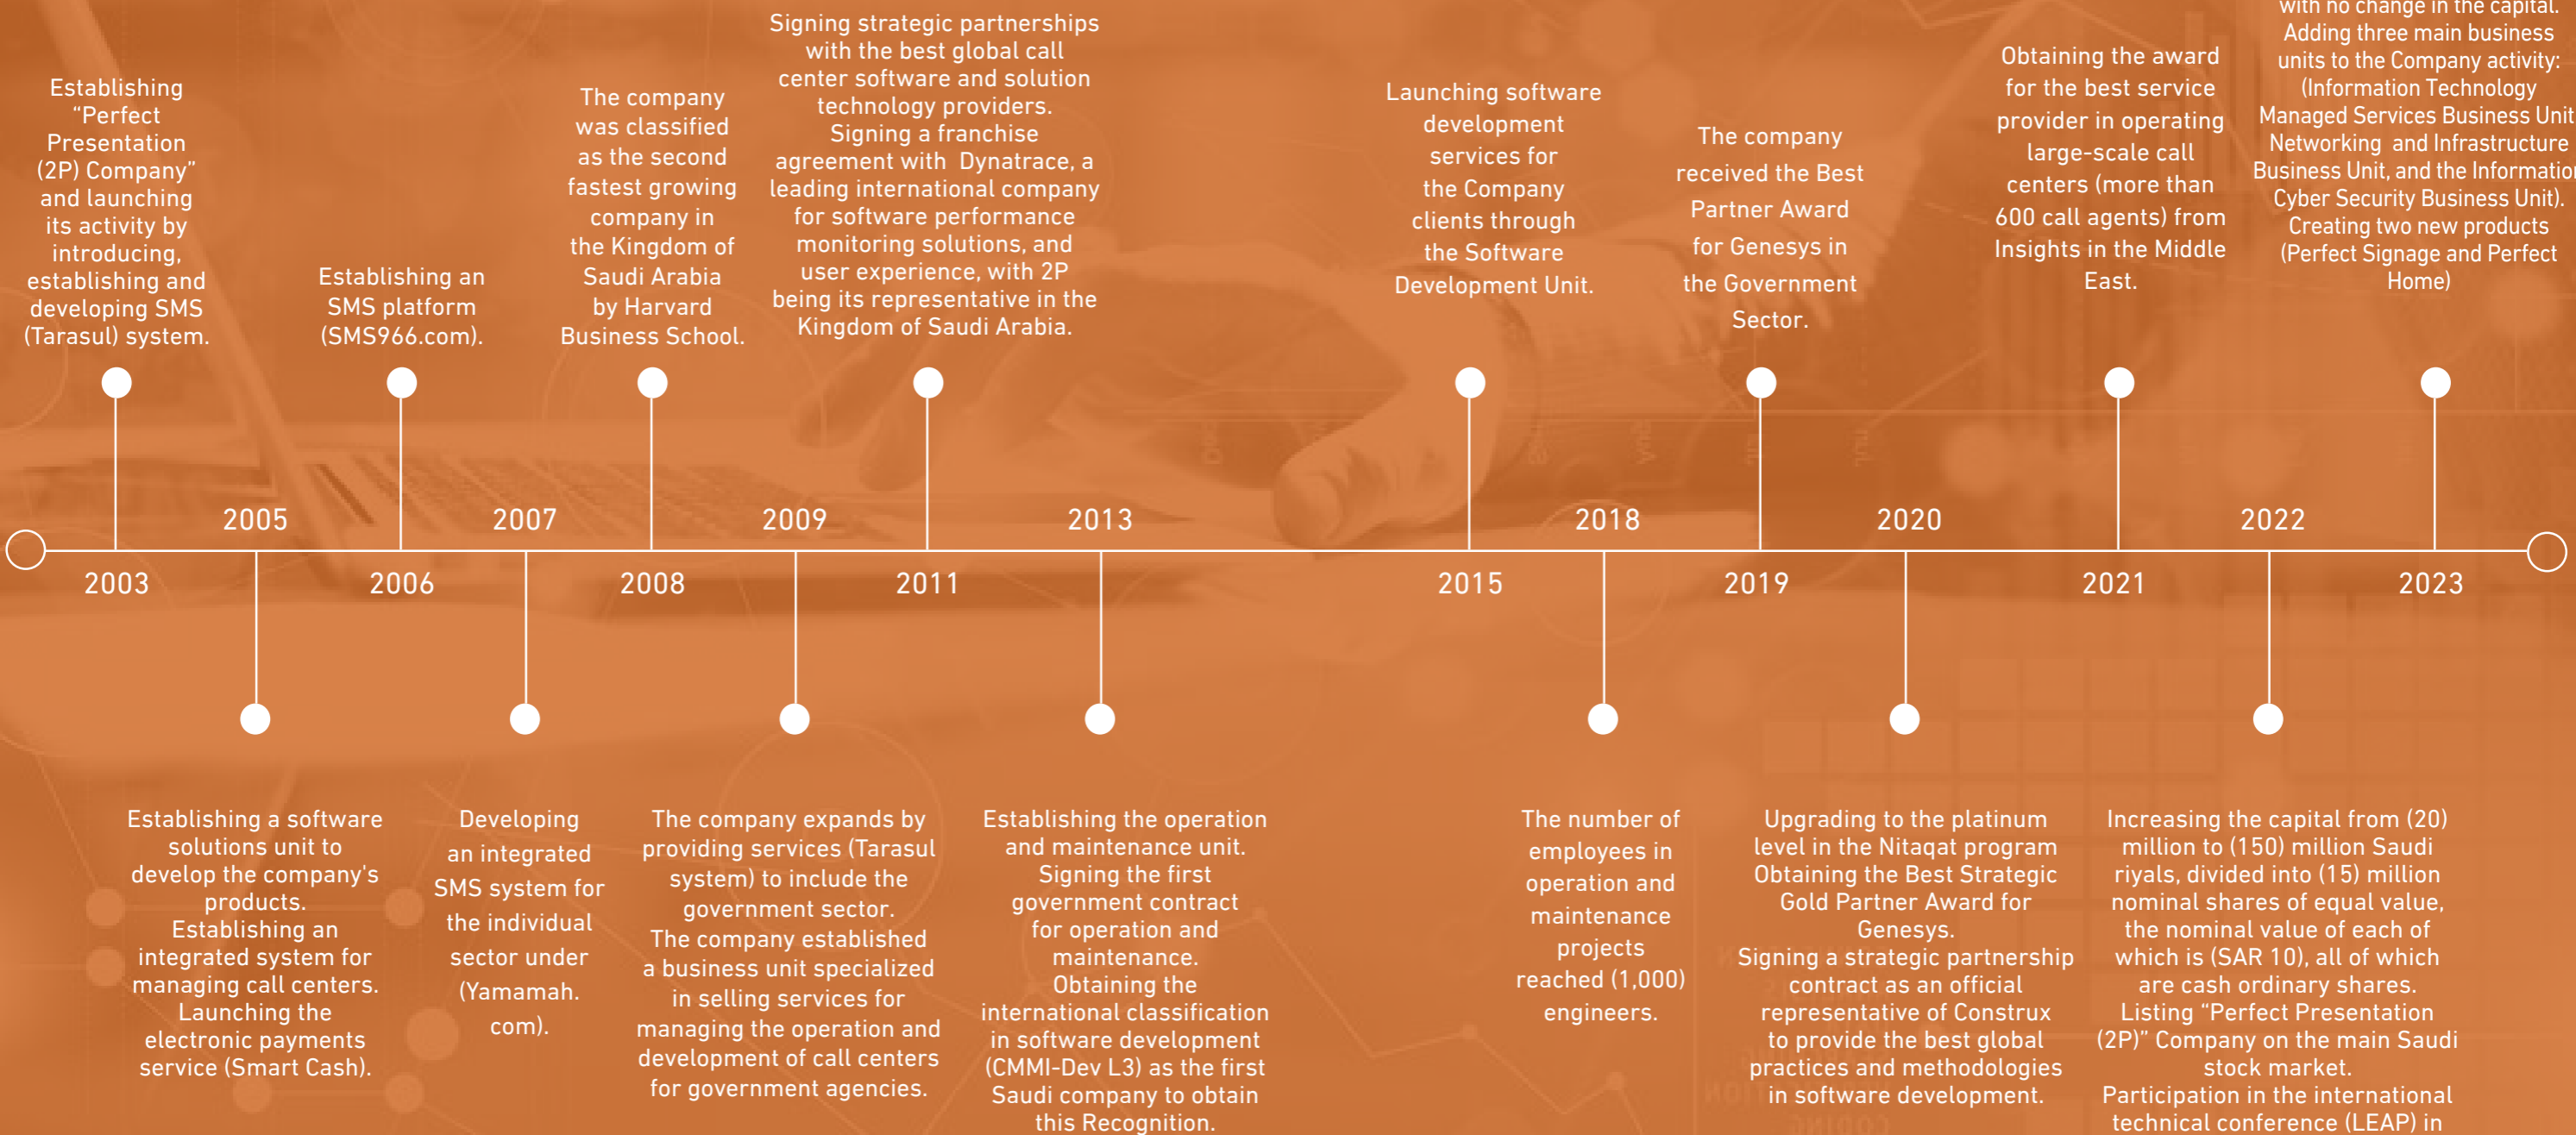 Establishing
“Perfect
Presentation
(2P) Company”
and launching
its activity by
introducing,
establishing and
developing SMS
(Tarasul) system.
2003
2005
Establishing a software
solutions unit to
develop the company's
products.
Establishing an
integrated system for
managing call centers.
Launching the
electronic payments
service (Smart Cash).
Establishing an
SMS platform
(SMS966.com).
2006
2007
Developing
an integrated
SMS system for
the individual
sector under
(Yamamah.
com).
The company
was classified
as the second
fastest growing
company in
the Kingdom of
Saudi Arabia
by Harvard
Business School.
2008
2009
The company expands by
providing services (Tarasul
system) to include the
government sector.
The company established
a business unit specialized
in selling services for
managing the operation and
development of call centers
for government agencies.
Signing strategic partnerships
with the best global call
center software and solution
technology providers.
Signing a franchise
agreement with Dynatrace, a
leading international company
for software performance
monitoring solutions, and
user experience, with 2P
being its representative in the
Kingdom of Saudi Arabia.
2011
2013
Establishing the operation
and maintenance unit.
Signing the first
government contract
for operation and
maintenance.
Obtaining the
international classification
in software development
(CMMI-Dev L3) as the first
Saudi company to obtain
this Recognition.
Launching software
development
services for
the Company
clients through
the Software
Development Unit.
2015
2018
The number of
employees in
operation and
maintenance
projects
reached (1,000)
engineers.
The company
received the Best
Partner Award
for Genesys in
the Government
Sector.
2019
2020
Upgrading to the platinum
level in the Nitaqat program
Obtaining the Best Strategic
Gold Partner Award for
Genesys.
Signing a strategic partnership
contract as an official
representative of Construx
to provide the best global
practices and methodologies
in software development.
Obtaining the award
for the best service
provider in operating
large-scale call
centers (more than
600 call agents) from
Insights in the Middle
East.
2021
2022
Increasing the capital from (20)
million to (150) million Saudi
riyals, divided into (15) million
nominal shares of equal value,
the nominal value of each of
which is (SAR 10), all of which
are cash ordinary shares.
Listing “Perfect Presentation
(2P)” Company on the main Saudi
stock market.
Participation in the international
technical conference (LEAP) in
with no change in the capital.
Adding three main business
units to the Company activity:
(Information Technology
Managed Services Business Unit
Networking and Infrastructure
Business Unit, and the Information
Cyber Security Business Unit).
Creating two new products
(Perfect Signage and Perfect
Home)
2023